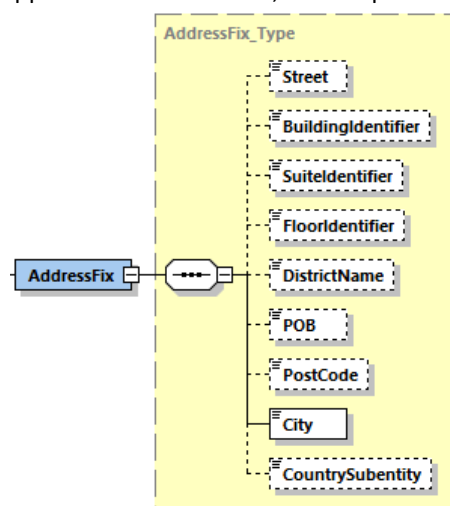 AddressFix_Type
Street
BuildingIdentifier
SuiteIdentifier
FloorIdentifier
AddressFix
DistrictName
POB
PostCode
City
CountrySubentity